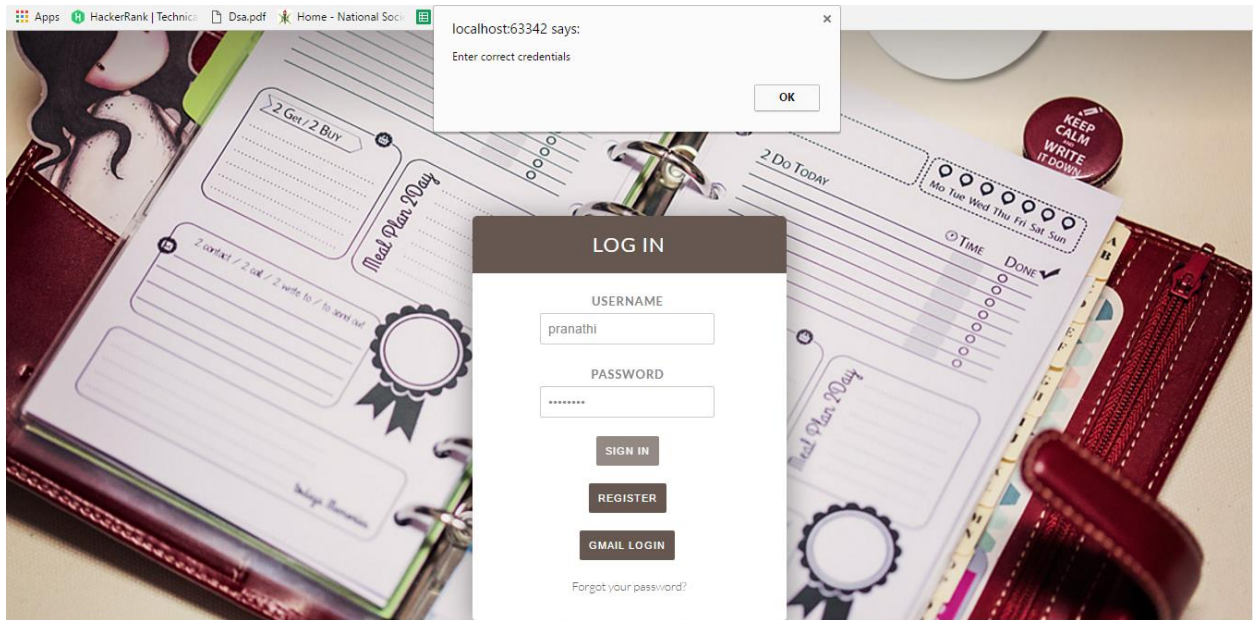 Apps HackerRank | Technica Dsa.pdf Home - National Soci
localhost:63342 says:
Enter correct credentials
OK
2 Get / 2 Buy
Meal Plan 2Day
2 contact / 2 call / 2 write to / to send out
Today's Memories
KEEP
CALM
AND
WRITE
IT DOWN
2 Do Today
Mo Tue Wed Thu Fri Sat Sun
Time Done
A
B
Meal Plan 2Day
LOG IN
USERNAME
pranathi
PASSWORD
••••••••
SIGN IN
REGISTER
GMAIL LOGIN
Forgot your password?